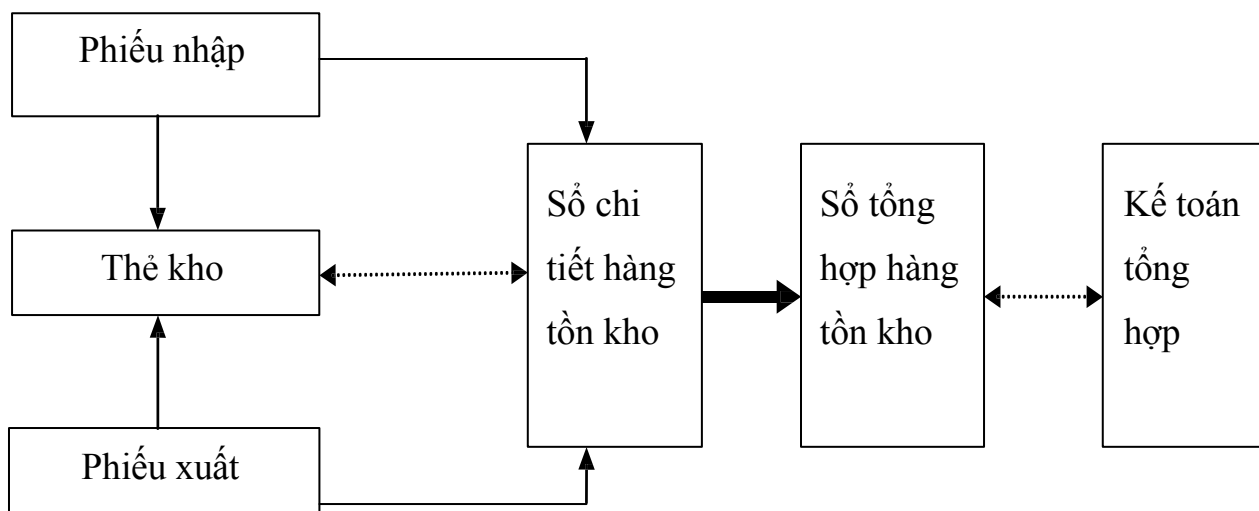 Phiếu nhập
Thẻ kho
Phiếu xuất
Sổ chi
tiết hàng
tồn kho
Sổ tổng
hợp hàng
tồn kho
Kế toán
tổng
hợp